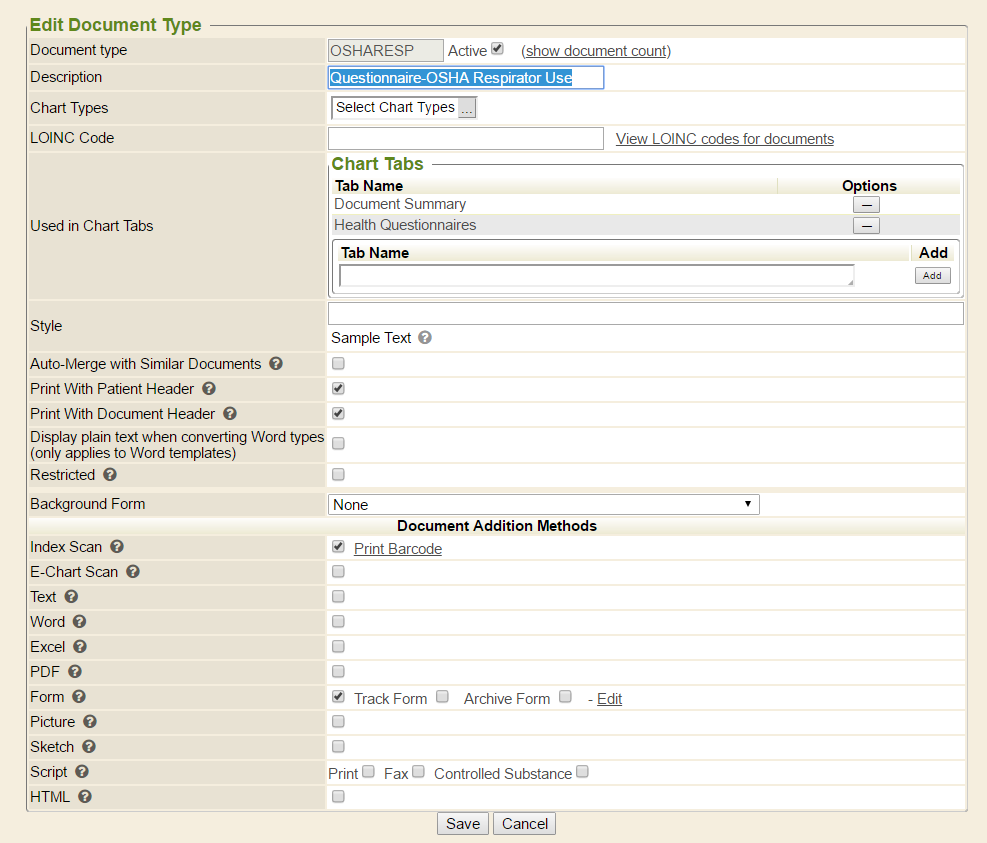 Edit Document Type
Document type OSHARESP Active (show document count)
Description Questionnaire-OSHA Respirator Use
Chart Types Select Chart Types ...
LOINC Code View LOINC codes for documents
Chart Tabs
Tab Name Options
Document Summary —
Used in Chart Tabs Health Questionnaires —
Tab Name Add
Add
Style
Sample Text ?
Auto-Merge with Similar Documents ?
Print With Patient Header ?
Print With Document Header ?
Display plain text when converting Word types
(only applies to Word templates)
Restricted ?
Background Form None
Document Addition Methods
Index Scan ? Print Barcode
E-Chart Scan ?
Text ?
Word ?
Excel ?
PDF ?
Form ? Track Form Archive Form - Edit
Picture ?
Sketch ?
Script ? Print Fax Controlled Substance
HTML ?
Save Cancel